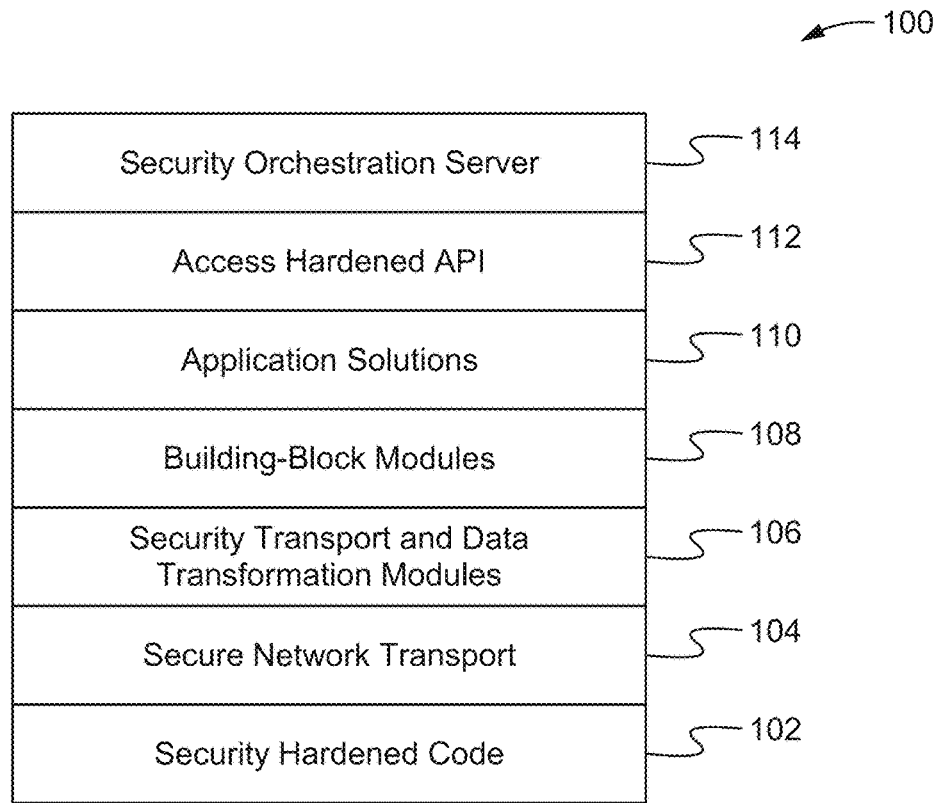 100
Security Orchestration Server
114
Access Hardened API
112
Application Solutions
110
Building-Block Modules
108
Security Transport and Data
Transformation Modules
106
Secure Network Transport
104
Security Hardened Code
102